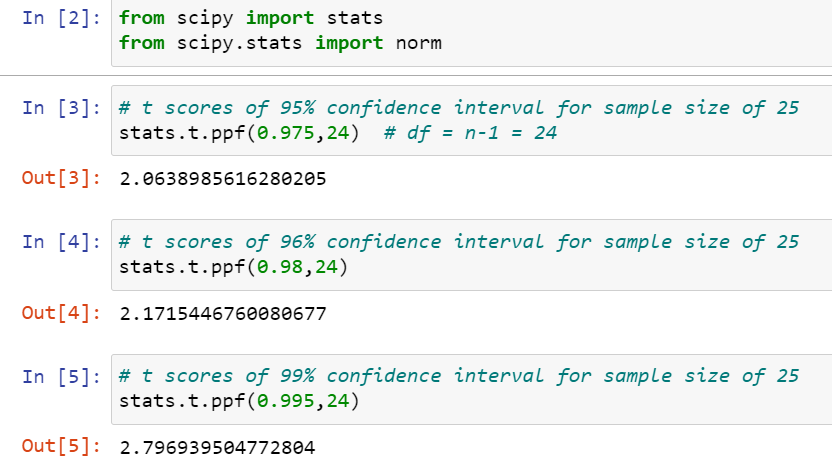 In [2]: from scipy import stats
from scipy.stats import norm
In [3]: # t scores of 95% confidence interval for sample size of 25
stats.t.ppf(0.975,24)  # df = n-1 = 24
Out[3]: 2.0638985616280205
In [4]: # t scores of 96% confidence interval for sample size of 25
stats.t.ppf(0.98,24)
Out[4]: 2.1715446760080677
In [5]: # t scores of 99% confidence interval for sample size of 25
stats.t.ppf(0.995,24)
Out[5]: 2.796939504772804